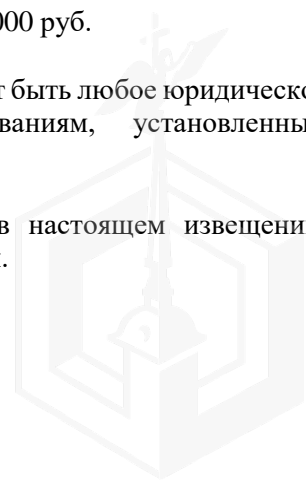 000 руб.
т быть любое юридическо
ваниям, установленны
в настоящем извещени
.